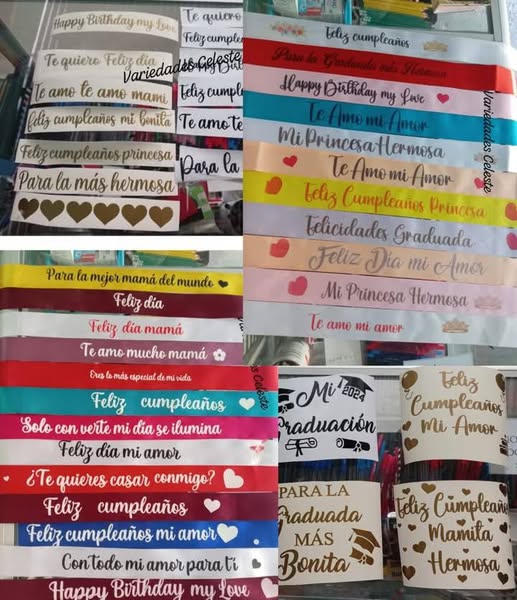 Happy Birthday my Love
Te quiero Feliz dia
Te amo te amo mami
feliz cumpleaños mi bonita
Feliz cumpleaños princesa
Para la más hermosa
Te quiero
Feliz cumple
Feliz cumpl
Te amo te
Para la
Variedades Celeste
Feliz cumpleaños
Para la Graduada más Hermosa
Happy Birthday my Love
Te Amo mi Amor
Mi Princesa Hermosa
Te Amo mi Amor
Feliz Cumpleaños Princesa
Felicidades Graduada
Feliz Dia mi Amor
Mi Princesa Hermosa
Te amo mi amor
Variedades Celeste
Para la mejor mamá del mundo
Feliz día
Feliz día mamá
Te amo mucho mamá
Eres lo más especial de mi vida
Feliz cumpleaños
Solo con verte mi día se ilumina
Feliz día mi amor
¿Te quieres casar conmigo?
Feliz cumpleaños
Feliz cumpleaños mi amor
Con todo mi amor para ti
Happy Birthday my Love
Variedades Celeste
Mi 2024
Graduación
Feliz
Cumpleaños
Mi Amor
PARA LA
Graduada
MÁS
Bonita
Feliz Cumpleaños
Mamita
Hermosa